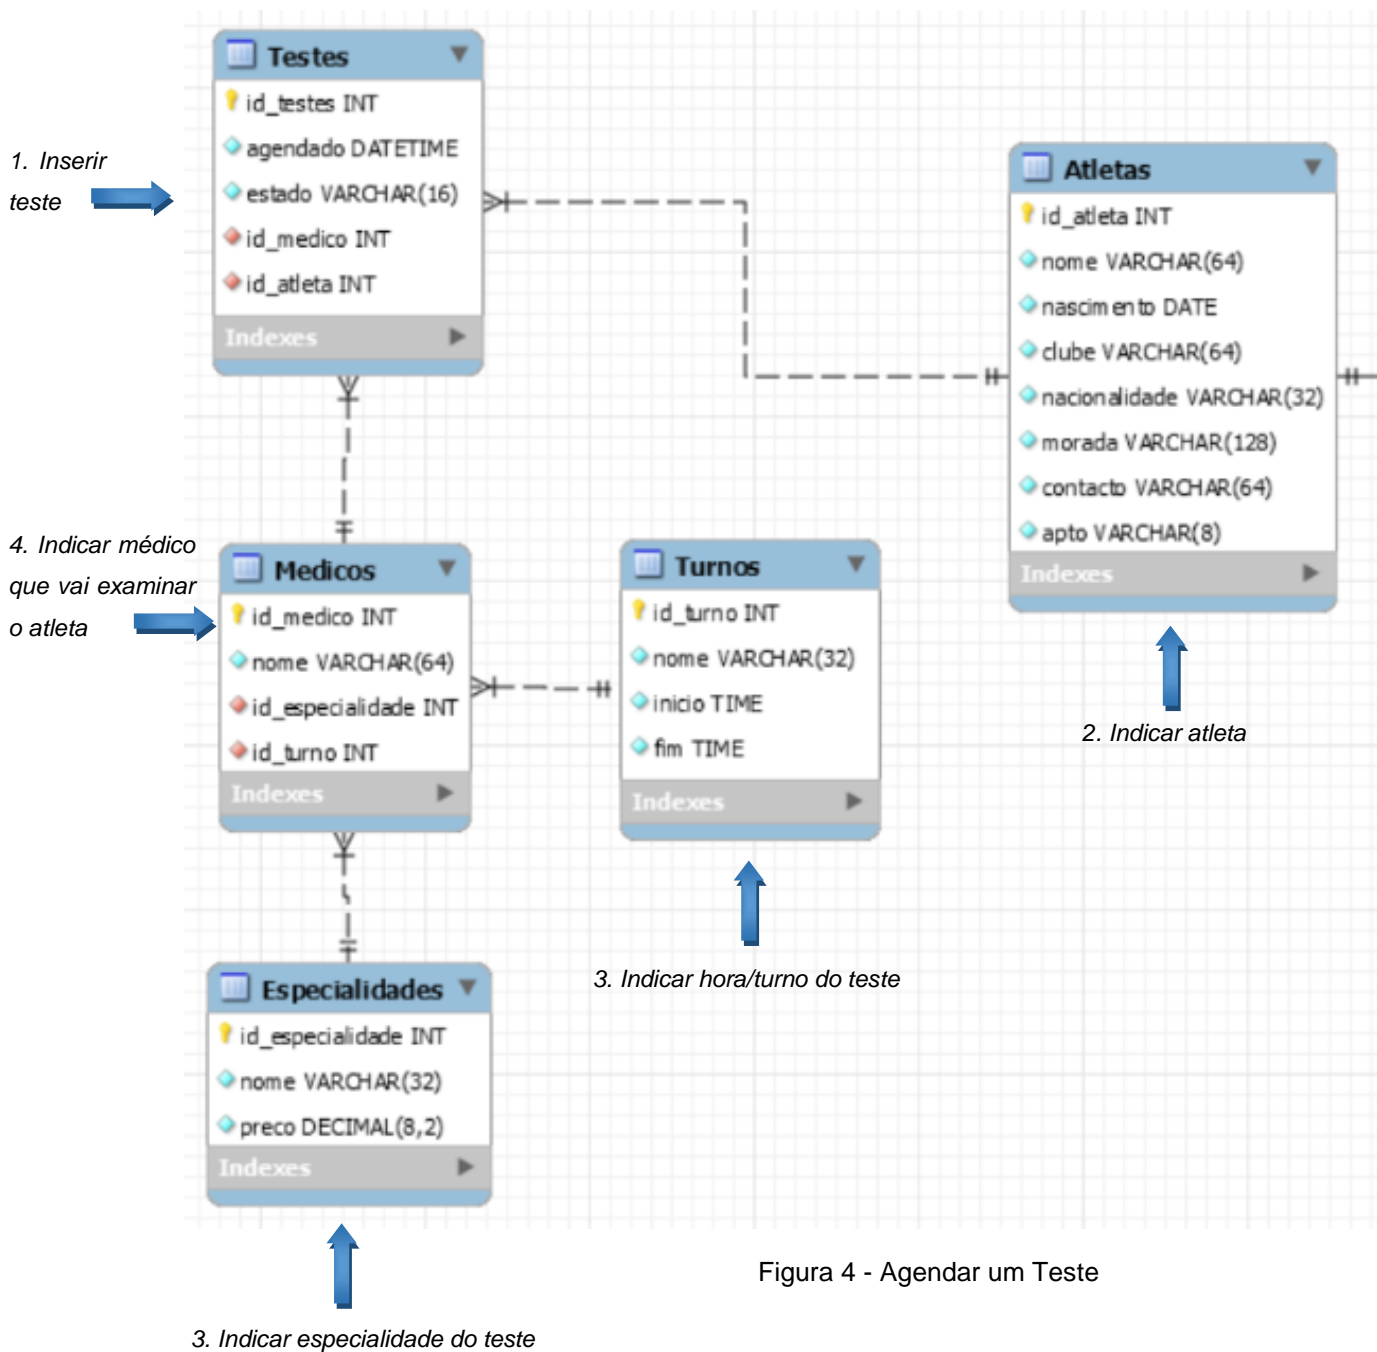 Testes
id_testes INT
agendado DATETIME
estado VARCHAR(16)
id_medico INT
id_atleta INT
Indexes
1. Inserir
teste
Atletas
id_atleta INT
nome VARCHAR(64)
nascimento DATE
clube VARCHAR(64)
nacionalidade VARCHAR(32)
morada VARCHAR(128)
contacto VARCHAR(64)
apto VARCHAR(8)
Indexes
2. Indicar atleta
4. Indicar médico
que vai examinar
o atleta
Medicos
id_medico INT
nome VARCHAR(64)
id_especialidade INT
id_turno INT
Indexes
Turnos
id_turno INT
nome VARCHAR(32)
inicio TIME
fim TIME
Indexes
3. Indicar hora/turno do teste
Especialidades
id_especialidade INT
nome VARCHAR(32)
preco DECIMAL(8,2)
Indexes
3. Indicar especialidade do teste
Figura 4 - Agendar um Teste